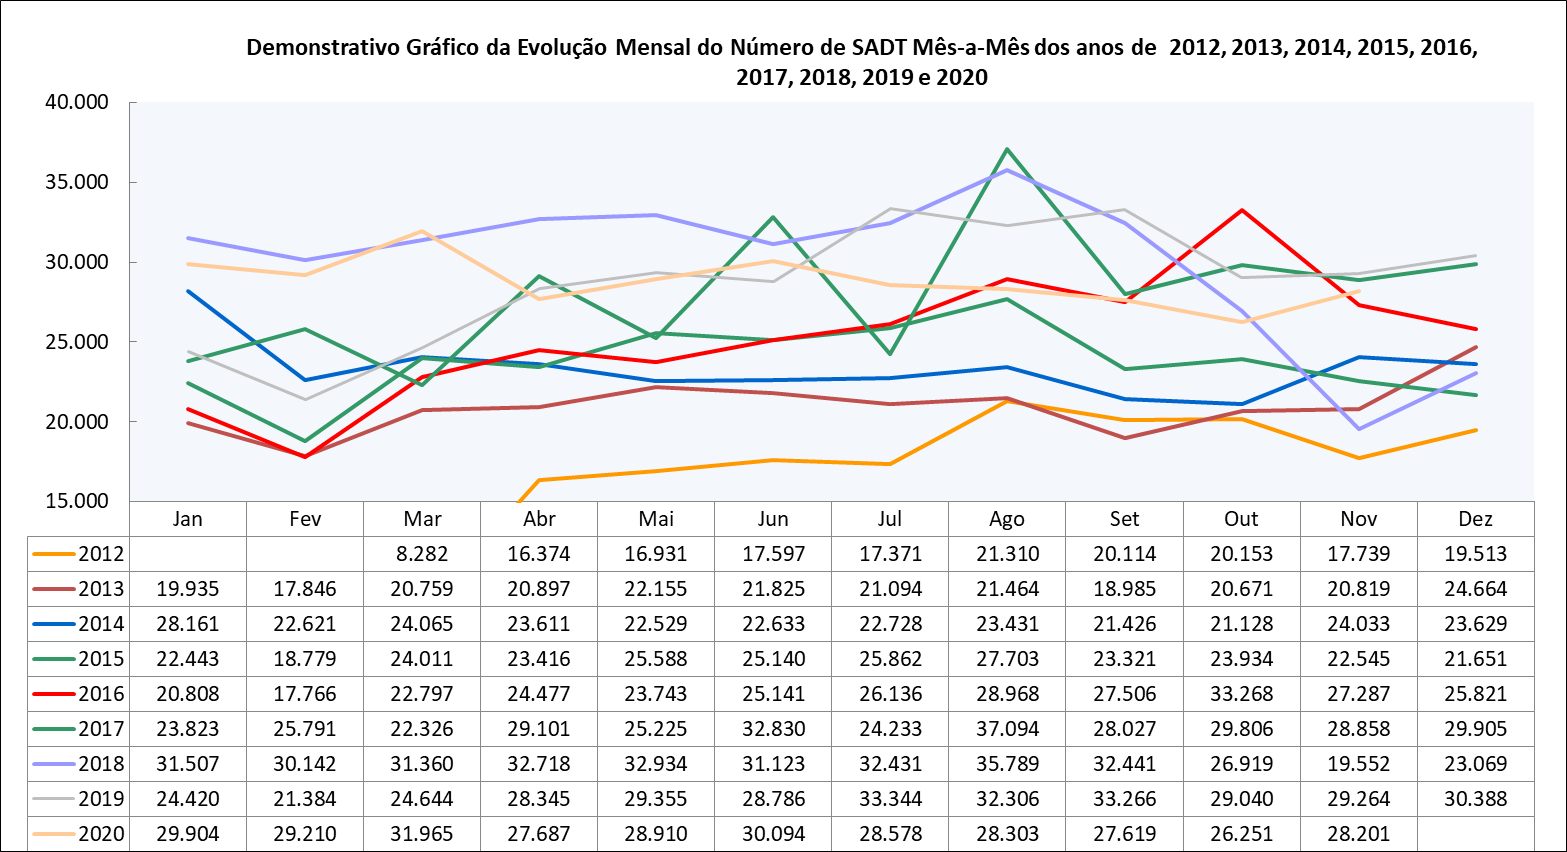 Demonstrativo Gráfico da Evolução Mensal do Número de SADT Mês-a-Mês dos anos de 2012, 2013, 2014, 2015, 2016,
2017, 2018, 2019 e 2020
40.000
35.000
30.000
25.000
20.000
15.000
Jan Fev Mar Abr Mai Jun Jul Ago Set Out Nov Dez
2012 8.282 16.374 16.931 17.597 17.371 21.310 20.114 20.153 17.739 19.513
2013 19.935 17.846 20.759 20.897 22.155 21.825 21.094 21.464 18.985 20.671 20.819 24.664
2014 28.161 22.621 24.065 23.611 22.529 22.633 22.728 23.431 21.426 21.128 24.033 23.629
2015 22.443 18.779 24.011 23.416 25.588 25.140 25.862 27.703 23.321 23.934 22.545 21.651
2016 20.808 17.766 22.797 24.477 23.743 25.141 26.136 28.968 27.506 33.268 27.287 25.821
2017 23.823 25.791 22.326 29.101 25.225 32.830 24.233 37.094 28.027 29.806 28.858 29.905
2018 31.507 30.142 31.360 32.718 32.934 31.123 32.431 35.789 32.441 26.919 19.552 23.069
2019 24.420 21.384 24.644 28.345 29.355 28.786 33.344 32.306 33.266 29.040 29.264 30.388
2020 29.904 29.210 31.965 27.687 28.910 30.094 28.578 28.303 27.619 26.251 28.201